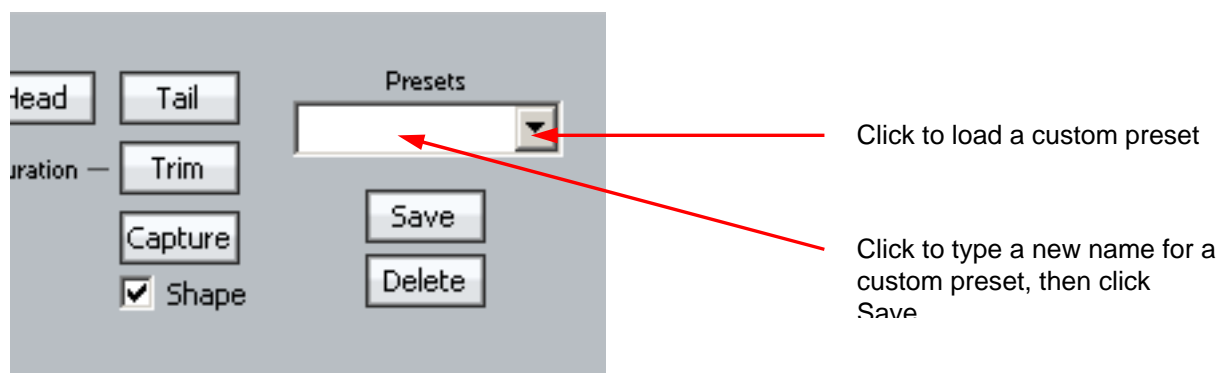 Head
Tail
Presets
Click to load a custom preset
uration
Trim
Save
Capture
Click to type a new name for a
custom preset, then click
Save
Delete
Shape